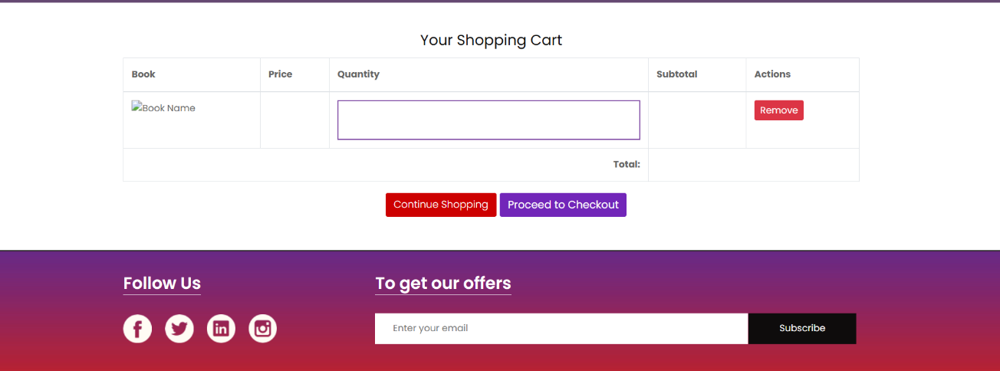 Your Shopping Cart
Book Price Quantity Subtotal Actions
Book Name Remove
Total:
Continue Shopping Proceed to Checkout
Follow Us To get our offers
Enter your email Subscribe